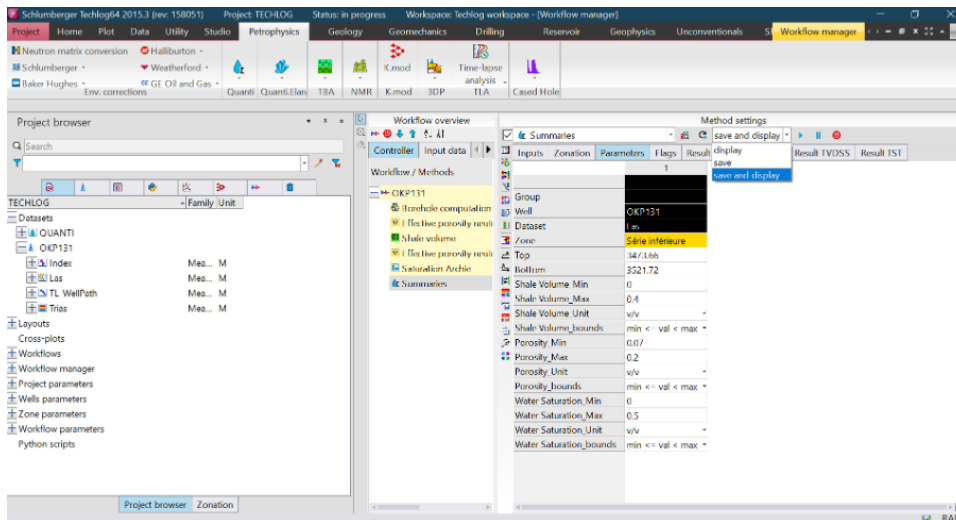 Schlumberger Techlog64 2015.3 (rev: 158051) Project: TECHLOG Status: in progress Workspace: Techlog workspace - [Workflow manager]
Project Home Plot Data Utility Studio Petrophysics Geology Geomechanics Drilling Reservoir Geophysics Unconventionals S Workflow manager
Neutron matrix conversion Halliburton
Schlumberger Weatherford K.mod Time-lapse
Baker Hughes GE Oil and Gas analysis
Env. corrections Quanti Quanti.Elan TBA NMR K.mod 3DP TLA Cased Hole
Project browser
Search
TECHLOG Family Unit
Datasets
QUANTI
OKP131
Index Mea... M
Las Mea... M
TL WellPath
Trias Mea... M
Layouts
Cross-plots
Workflows
Workflow manager
Project parameters
Wells parameters
Zone parameters
Workflow parameters
Python scripts
Project browser Zonation
Workflow overview
Controller Input data
Workflow / Methods
OKP131
Borehole computation
Effective porosity neut
Shale volume
Effective porosity neut
Saturation Archie
Summaries
Method settings
Summaries save and display
display
save
save and display
Inputs Zonation Parameters Flags Result TVDSS Result TST
1
Group
Well OKP131
Dataset Las
Zone Série inférieure
Top 3473.66
Bottom 3521.72
Shale Volume_Min 0
Shale Volume_Max 0.4
Shale Volume_Unit v/v
Shale Volume_bounds min <= val < max
Porosity_Min 0.07
Porosity_Max 0.2
Porosity_Unit v/v
Porosity_bounds min <= val < max
Water Saturation_Min 0
Water Saturation_Max 0.5
Water Saturation_Unit v/v
Water Saturation_bounds min <= val < max